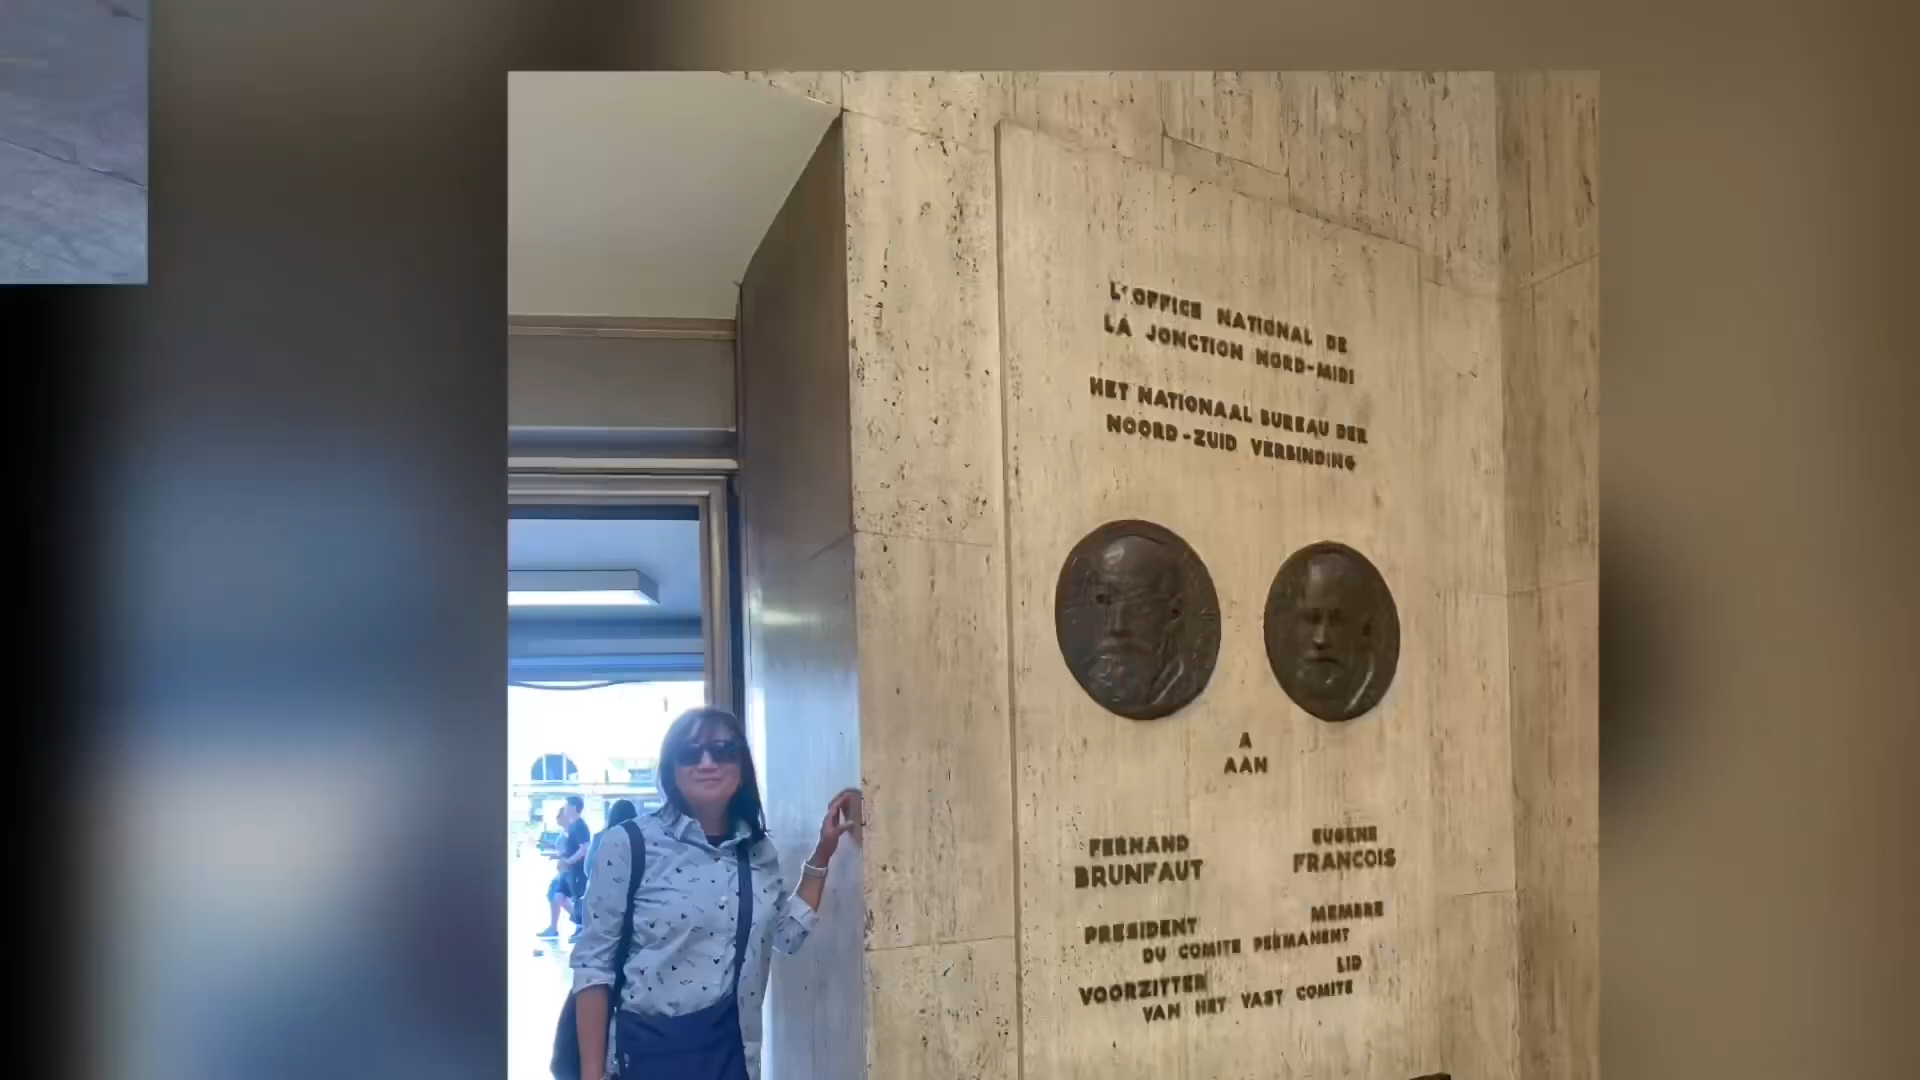 L'OFFICE NATIONAL DE
LA JONCTION NORD-MIDI
HET NATIONAAL BUREAU DER
NOORD-ZUID VERBINDING
A
AAN
FERNAND
BRUNFAUT
EUGENE
FRANCOIS
PRESIDENT
MEMBRE
DU COMITE PERMANENT
VOORZITTER
LID
VAN HET VAST COMITE